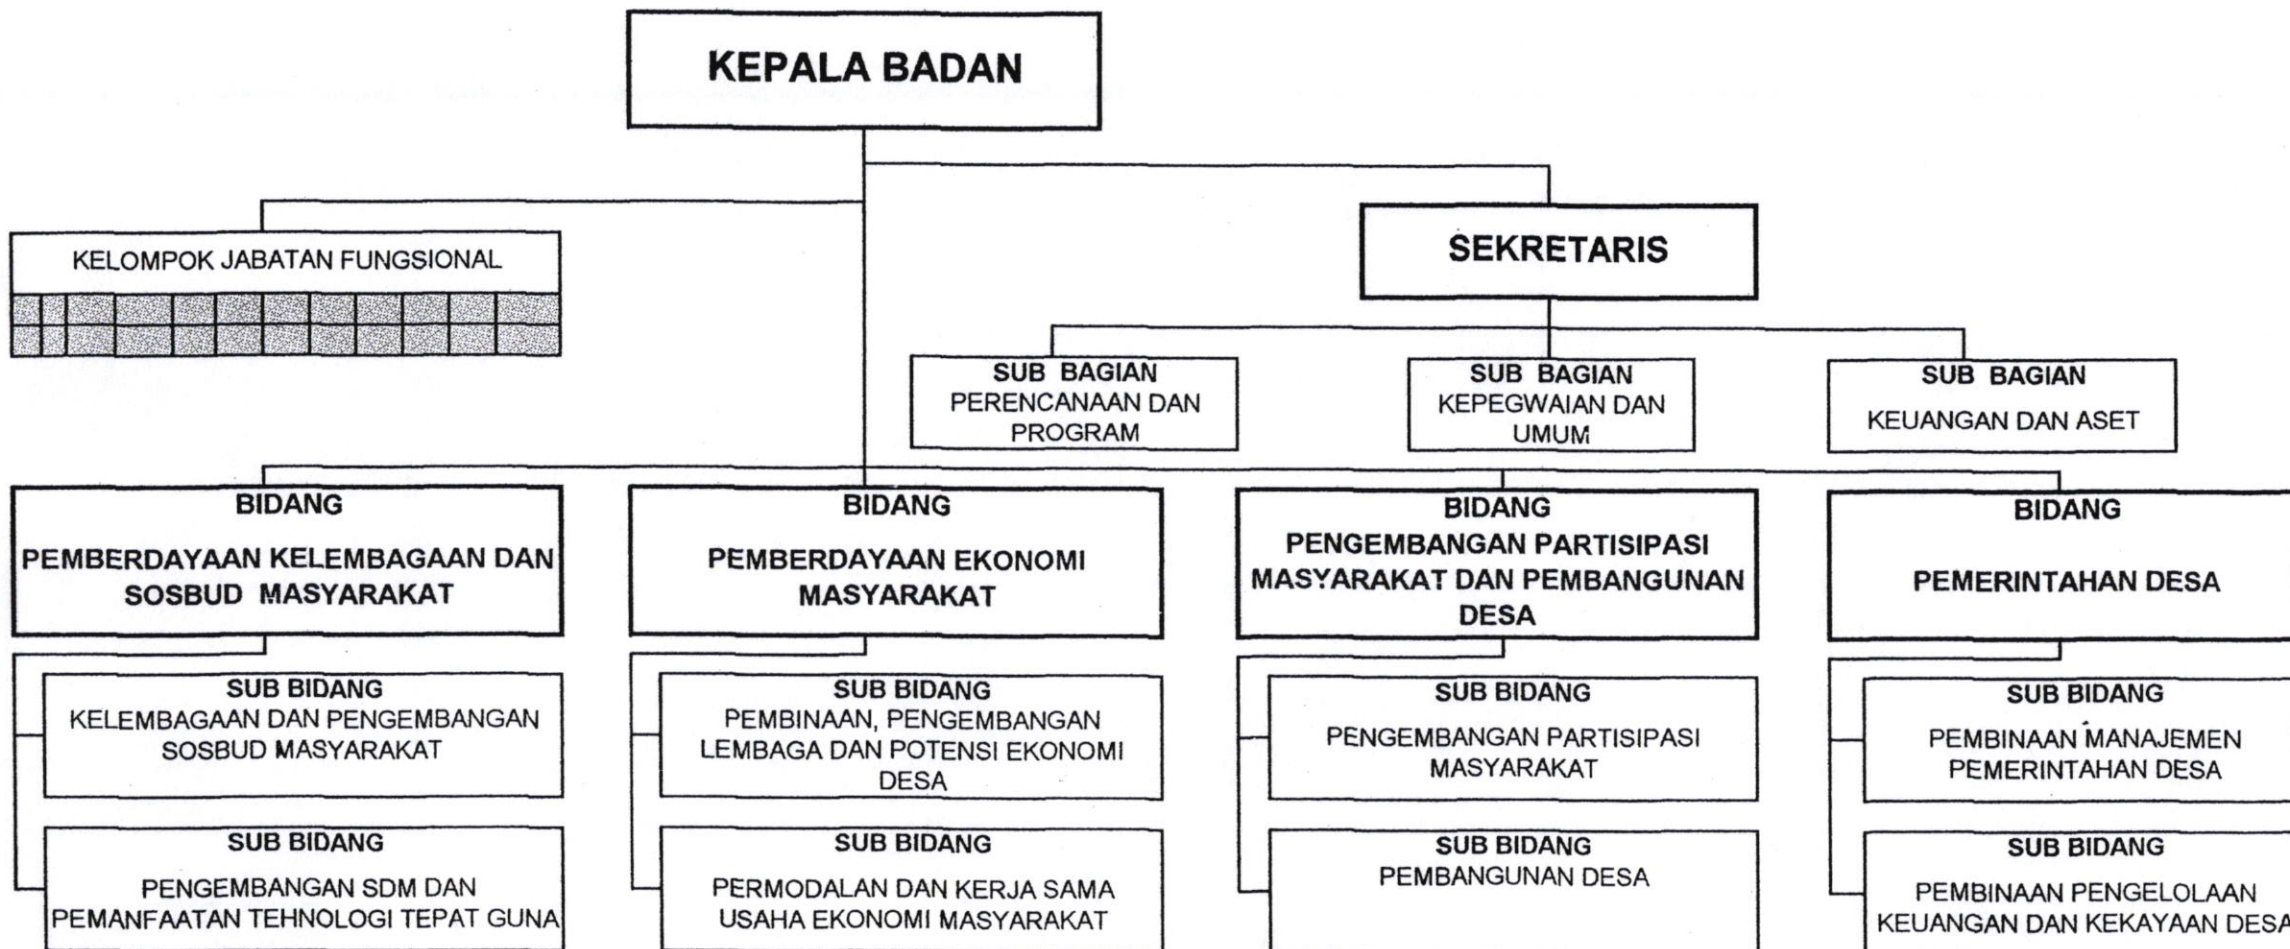 KEPALA BADAN
KELOMPOK JABATAN FUNGSIONAL
SEKRETARIS
SUB BAGIAN
PERENCANAAN DAN
PROGRAM
SUB BAGIAN
KEPEGWAIAN DAN
UMUM
SUB BAGIAN
KEUANGAN DAN ASET
BIDANG
PEMBERDAYAAN KELEMBAGAAN DAN
SOSBUD MASYARAKAT
BIDANG
PEMBERDAYAAN EKONOMI
MASYARAKAT
BIDANG
PENGEMBANGAN PARTISIPASI
MASYARAKAT DAN PEMBANGUNAN
DESA
BIDANG
PEMERINTAHAN DESA
SUB BIDANG
KELEMBAGAAN DAN PENGEMBANGAN
SOSBUD MASYARAKAT
SUB BIDANG
PEMBINAAN, PENGEMBANGAN
LEMBAGA DAN POTENSI EKONOMI
DESA
SUB BIDANG
PENGEMBANGAN PARTISIPASI
MASYARAKAT
SUB BIDANG
PEMBINAAN MANAJEMEN
PEMERINTAHAN DESA
SUB BIDANG
PENGEMBANGAN SDM DAN
PEMANFAATAN TEHNOLOGI TEPAT GUNA
SUB BIDANG
PERMODALAN DAN KERJA SAMA
USAHA EKONOMI MASYARAKAT
SUB BIDANG
PEMBANGUNAN DESA
SUB BIDANG
PEMBINAAN PENGELOLAAN
KEUANGAN DAN KEKAYAAN DESA